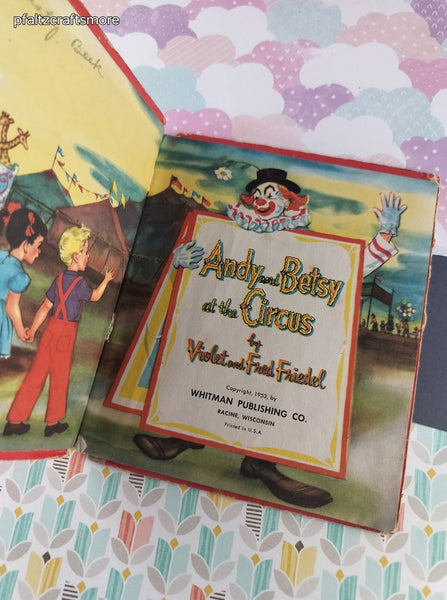 pfaltzcraftsmore
Beek
Andy and Betsy
at the Circus
by
Violet and Fred Friedel
Copyright, 1953, by
WHITMAN PUBLISHING CO.
RACINE, WISCONSIN
Printed in U.S.A.